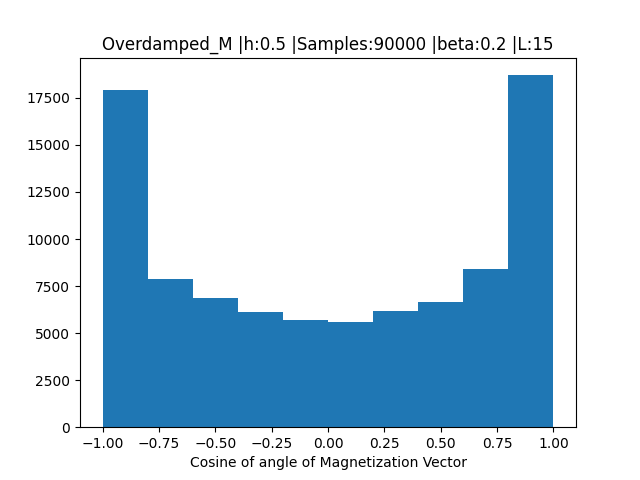 Overdamped_M |h:0.5 |Samples:90000 |beta:0.2 |L:15
17500
15000
12500
10000
7500
5000
2500
0
−1.00 −0.75 −0.50 −0.25 0.00 0.25 0.50 0.75 1.00
Cosine of angle of Magnetization Vector